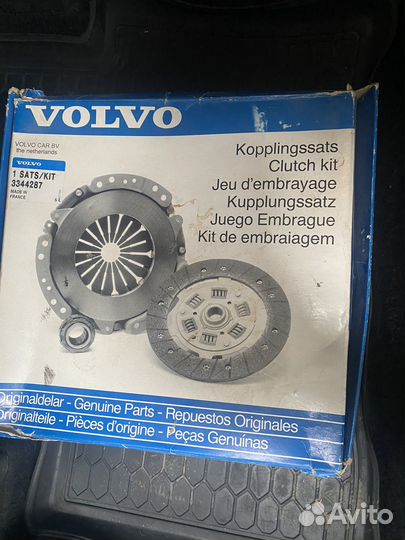 VOLVO
VOLVO CAR BV
the netherlands
VOLVO
1 SATS/KIT
3344287
MADE IN
FRANCE
Kopplingssats
Clutch kit
Jeu d'embrayage
Kupplungssatz
Juego Embrague
Kit de embraiagem
Originaldelar - Genuine Parts - Repuestos Originales
Originalteile - Pièces d'origine - Peças Genuínas
Avito